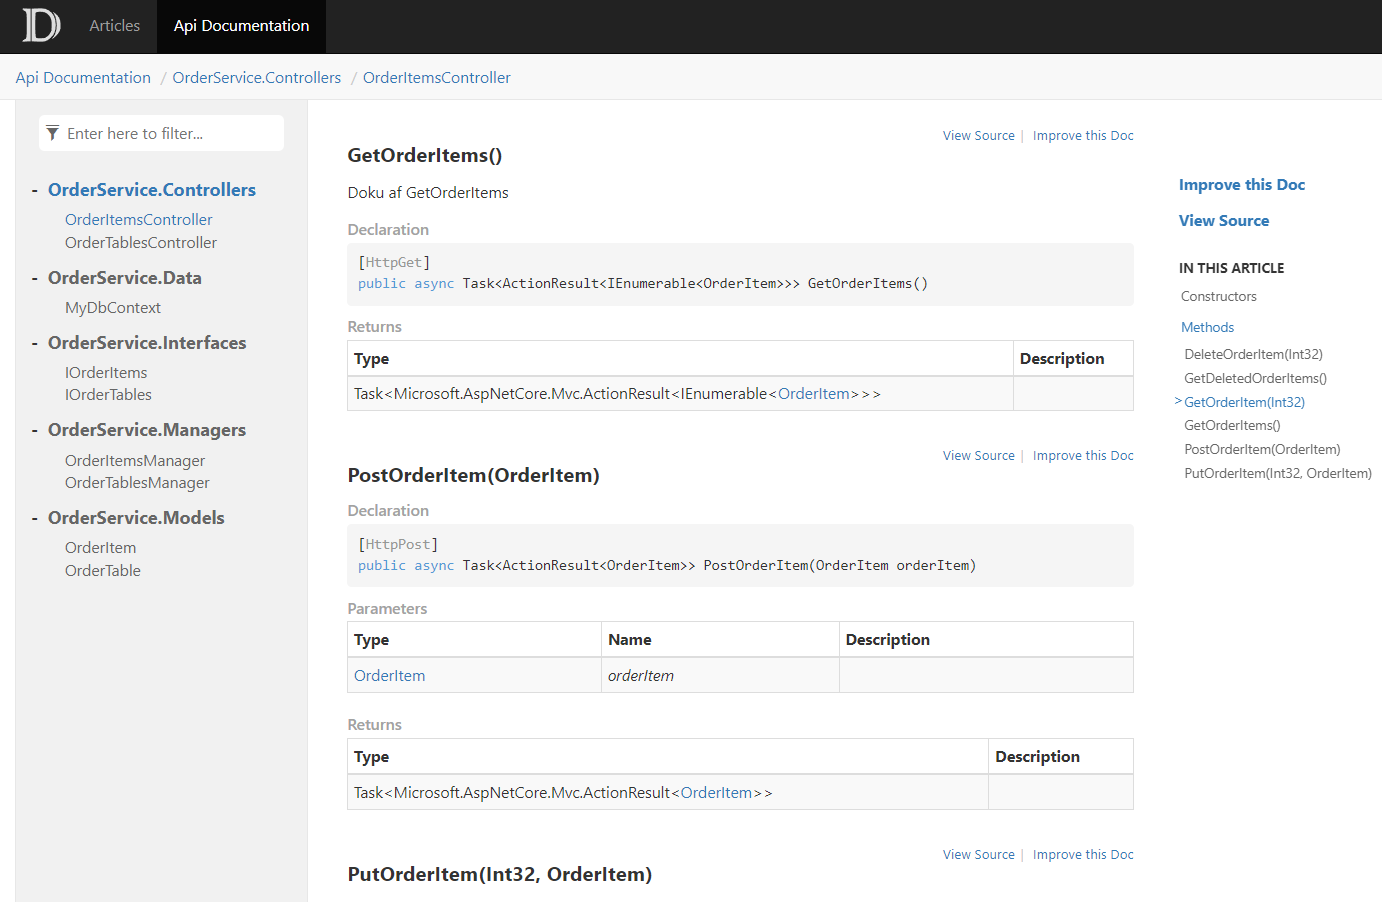 Articles
Api Documentation
Api Documentation / OrderService.Controllers / OrderItemsController
Enter here to filter...
- OrderService.Controllers
OrderItemsController
OrderTablesController
- OrderService.Data
MyDbContext
- OrderService.Interfaces
IOrderItems
IOrderTables
- OrderService.Managers
OrderItemsManager
OrderTablesManager
- OrderService.Models
OrderItem
OrderTable
View Source | Improve this Doc
GetOrderItems()
Doku af GetOrderItems
Declaration
[HttpGet]
public async Task<ActionResult<IEnumerable<OrderItem>>> GetOrderItems()
Returns
Type Description
Task<Microsoft.AspNetCore.Mvc.ActionResult<IEnumerable<OrderItem>>>
View Source | Improve this Doc
PostOrderItem(OrderItem)
Declaration
[HttpPost]
public async Task<ActionResult<OrderItem>> PostOrderItem(OrderItem orderItem)
Parameters
Type Name Description
OrderItem orderItem
Returns
Type Description
Task<Microsoft.AspNetCore.Mvc.ActionResult<OrderItem>>
View Source | Improve this Doc
PutOrderItem(Int32, OrderItem)
Improve this Doc
View Source
IN THIS ARTICLE
Constructors
Methods
DeleteOrderItem(Int32)
GetDeletedOrderItems()
> GetOrderItem(Int32)
GetOrderItems()
PostOrderItem(OrderItem)
PutOrderItem(Int32, OrderItem)